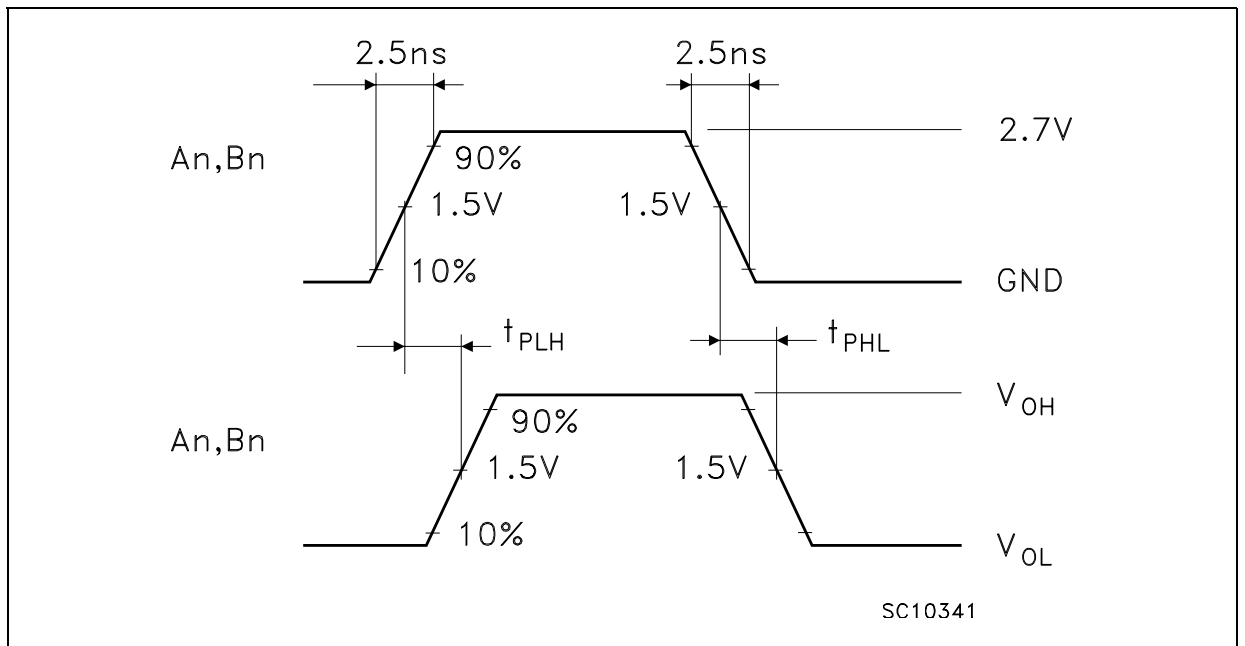 2.5ns 2.5ns
2.7V
An,Bn 90%
1.5V 1.5V
10%
GND
tPLH tPHL
VOH
90%
An,Bn
1.5V 1.5V
10%
VOL
SC10341